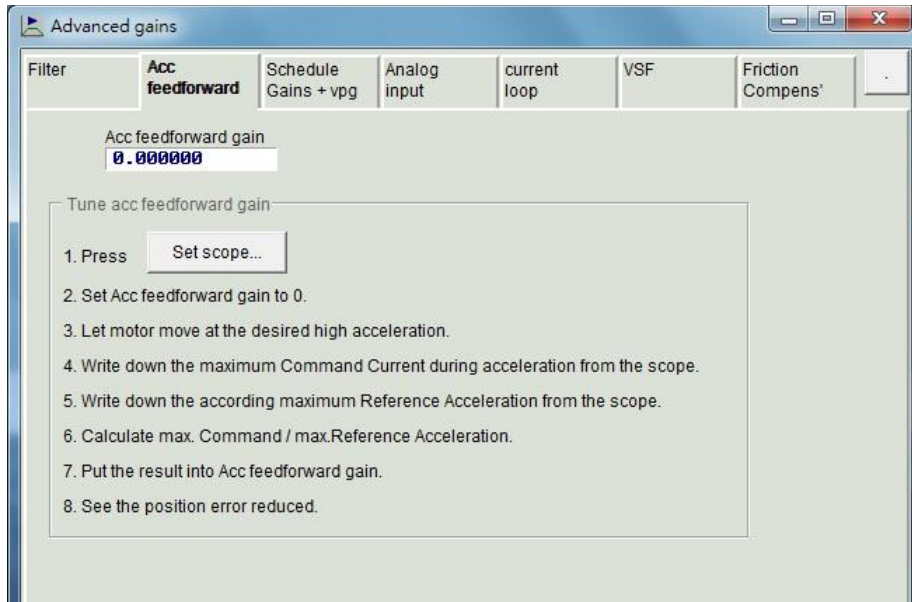 Advanced gains
Filter
Acc
feedforward
Schedule
Gains + vpg
Analog
input
current
loop
VSF
Friction
Compens'
.
Acc feedforward gain
0.000000
Tune acc feedforward gain
1. Press Set scope...
2. Set Acc feedforward gain to 0.
3. Let motor move at the desired high acceleration.
4. Write down the maximum Command Current during acceleration from the scope.
5. Write down the according maximum Reference Acceleration from the scope.
6. Calculate max. Command / max.Reference Acceleration.
7. Put the result into Acc feedforward gain.
8. See the position error reduced.